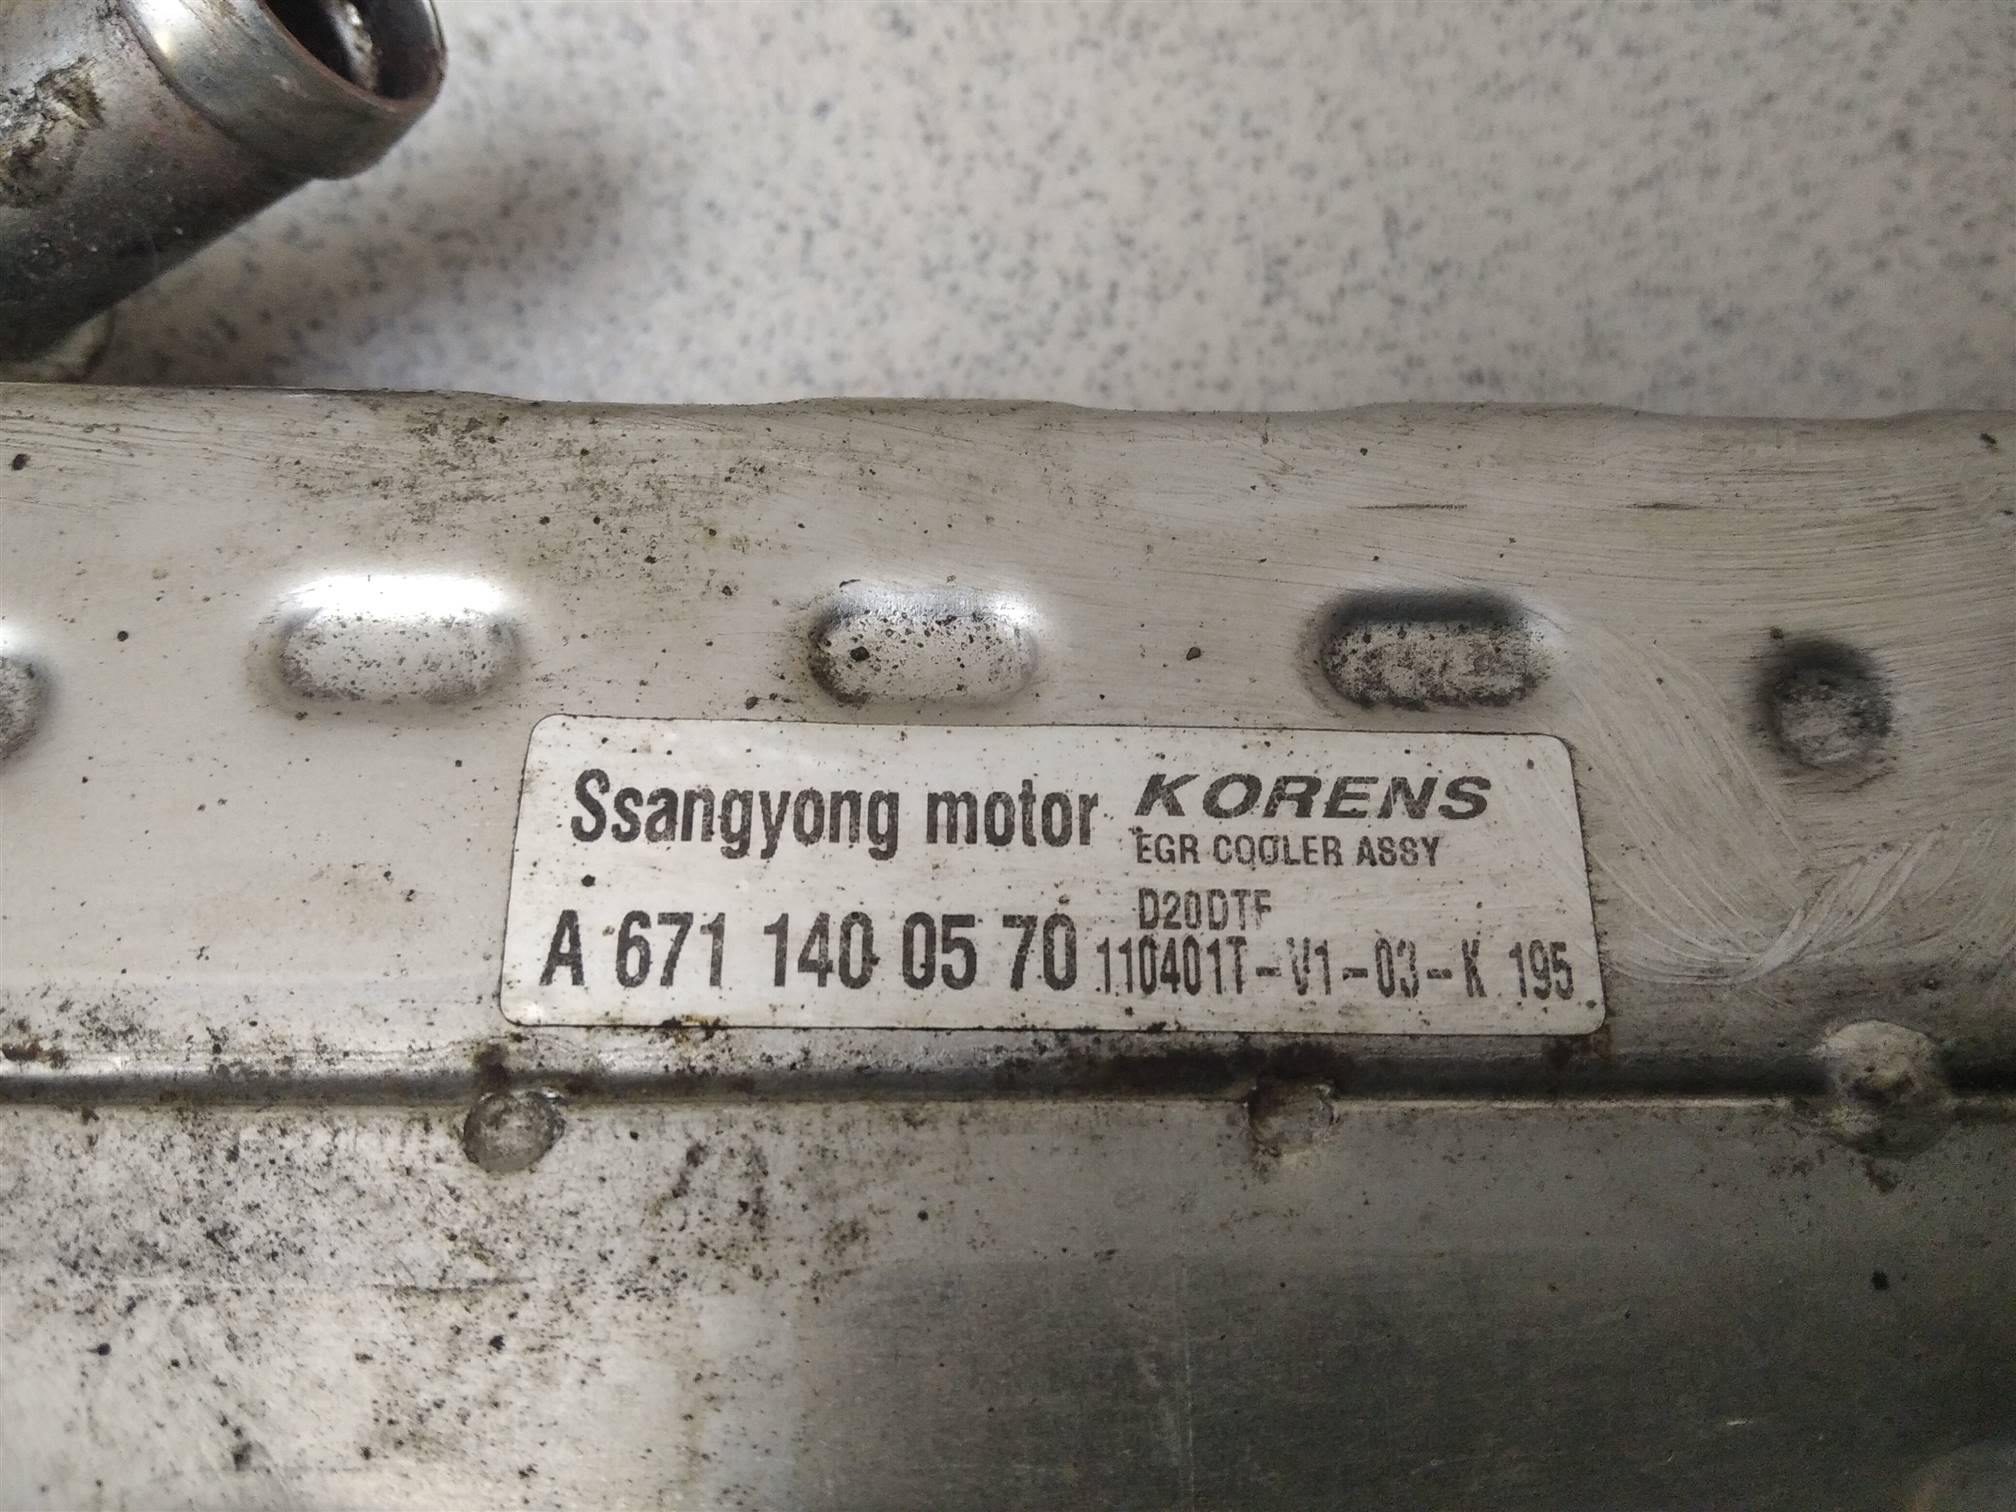 Ssangyong motor KORENS
EGR COOLER ASSY
D20DTF
A 671 140 05 70 110401T-V1-03-K 195